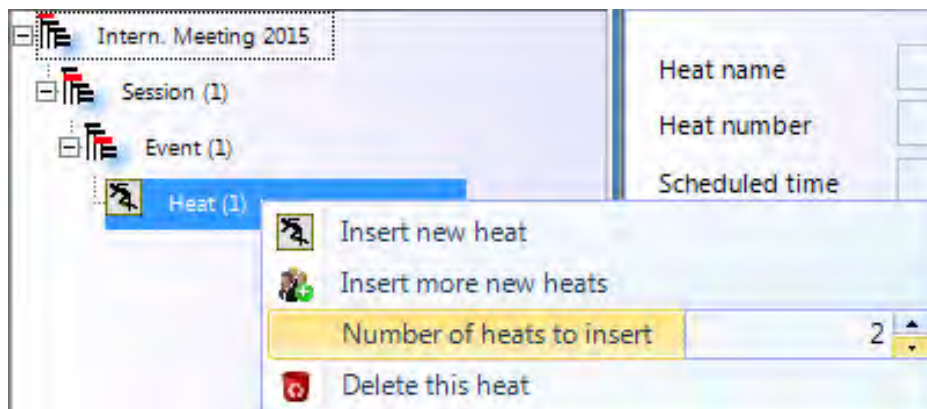 Intern. Meeting 2015
Session (1)
Event (1)
Heat (1)
Heat name
Heat number
Scheduled time
Insert new heat
Insert more new heats
Number of heats to insert 2
Delete this heat